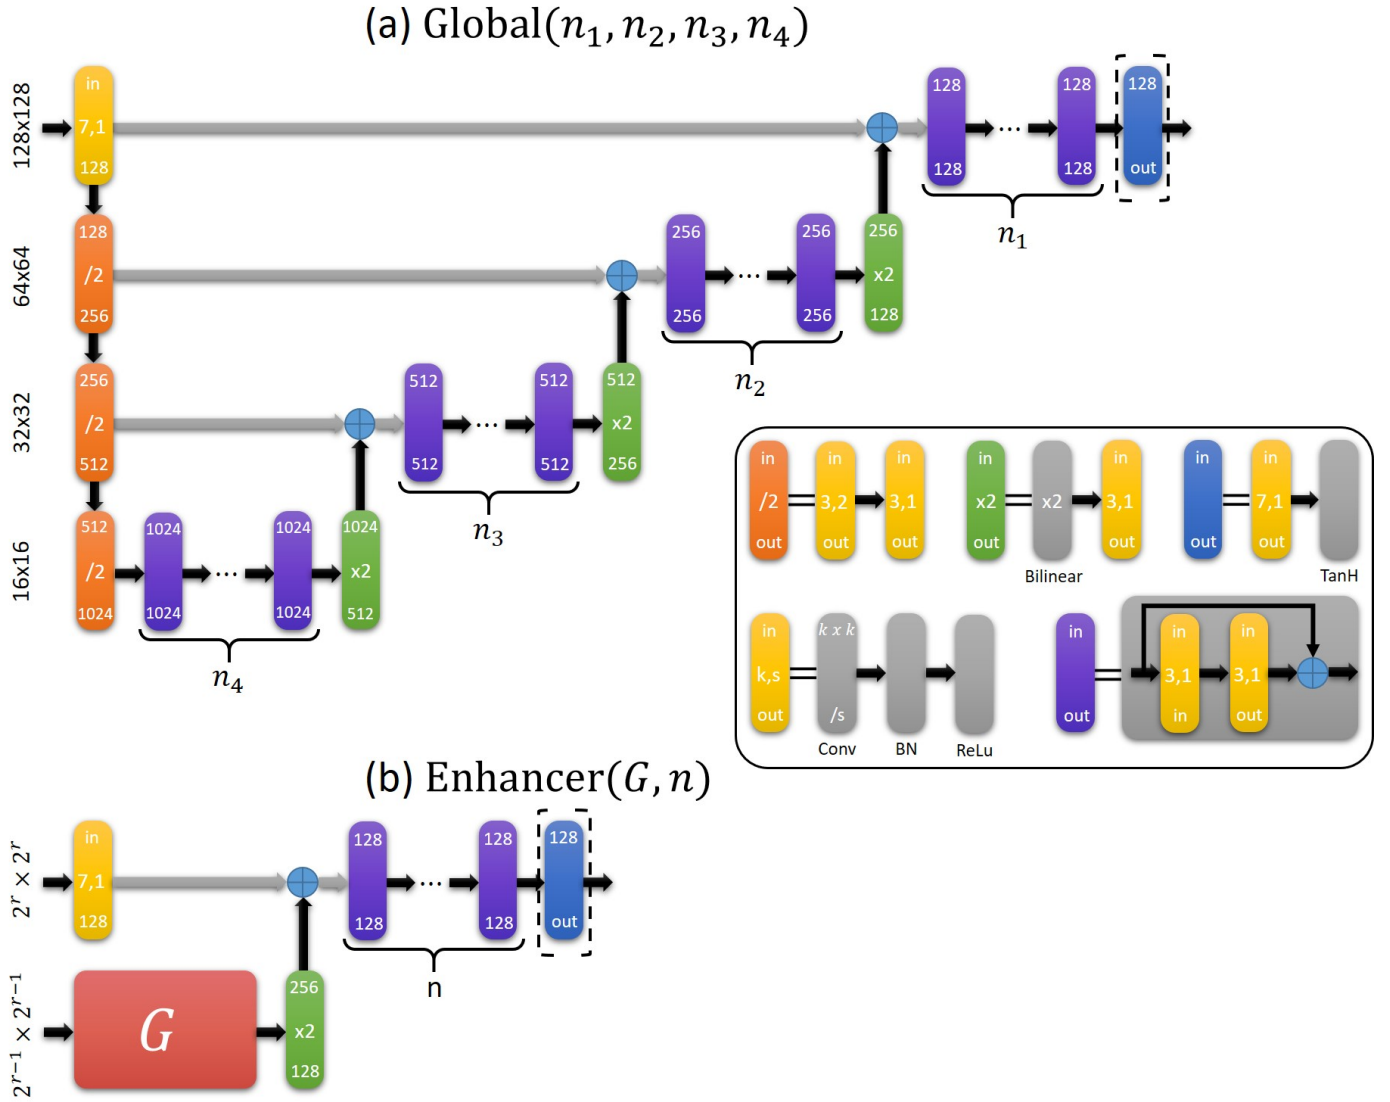 (a) Global(n₁, n₂, n₃, n₄)
128x128
in
7,1
128
128
128
...
128
128
128
out
n₁
64x64
128
/2
256
256
256
...
256
256
256
x2
128
n₂
32x32
256
/2
512
512
512
...
512
512
512
x2
256
n₃
16x16
512
/2
1024
1024
1024
...
1024
1024
1024
x2
512
n₄
in
/2
out
in
3,2
out
in
3,1
out
in
x2
out
x2
Bilinear
in
3,1
out
in
out
in
7,1
out
TanH
in
k,s
out
k x k
/s
Conv
BN
ReLu
in
out
in
3,1
in
in
3,1
out
(b) Enhancer(G, n)
2ʳ × 2ʳ
in
7,1
128
128
128
...
128
128
128
out
n
2ʳ⁻¹ × 2ʳ⁻¹
G
256
x2
128